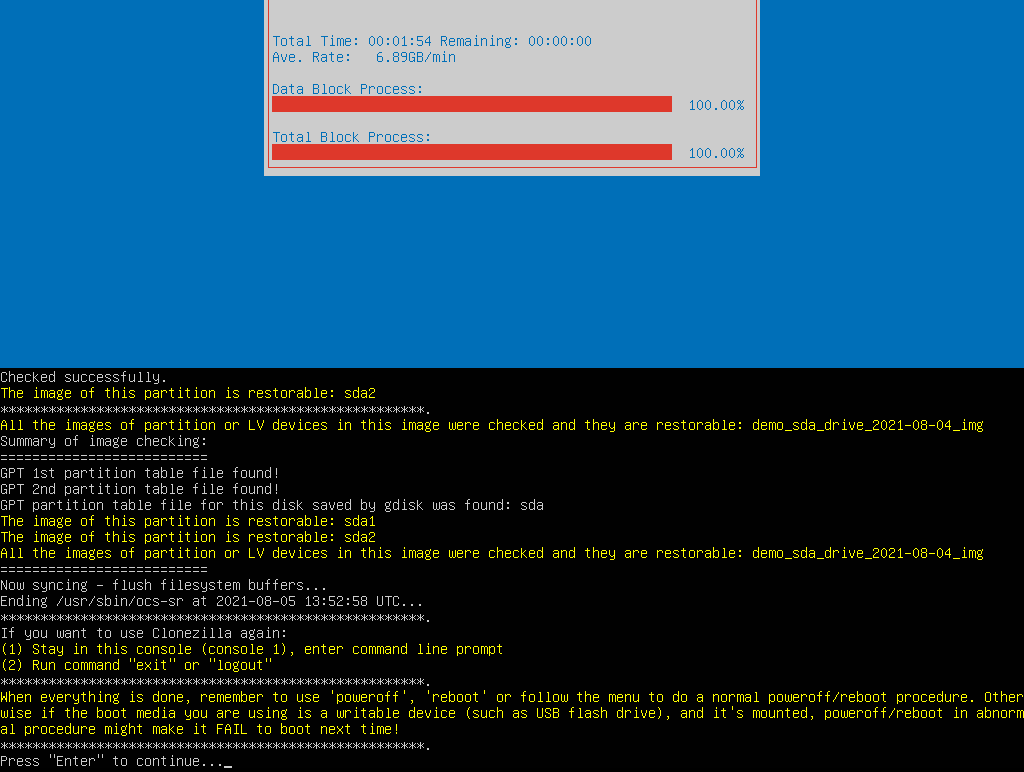 Total Time: 00:01:54 Remaining: 00:00:00
Ave. Rate:   6.89GB/min
Data Block Process:
100.00%
Total Block Process:
100.00%
Checked successfully.
The image of this partition is restorable: sda2
*****************************************************.
All the images of partition or LV devices in this image were checked and they are restorable: demo_sda_drive_2021-08-04_img
Summary of image checking:
==========================
GPT 1st partition table file found!
GPT 2nd partition table file found!
GPT partition table file for this disk saved by gdisk was found: sda
The image of this partition is restorable: sda1
The image of this partition is restorable: sda2
All the images of partition or LV devices in this image were checked and they are restorable: demo_sda_drive_2021-08-04_img
==========================
Now syncing - flush filesystem buffers...
Ending /usr/sbin/ocs-sr at 2021-08-05 13:52:58 UTC...
*****************************************************.
If you want to use Clonezilla again:
(1) Stay in this console (console 1), enter command line prompt
(2) Run command "exit" or "logout"
*****************************************************.
When everything is done, remember to use 'poweroff', 'reboot' or follow the menu to do a normal poweroff/reboot procedure. Other
wise if the boot media you are using is a writable device (such as USB flash drive), and it's mounted, poweroff/reboot in abnorm
al procedure might make it FAIL to boot next time!
*****************************************************.
Press "Enter" to continue..._